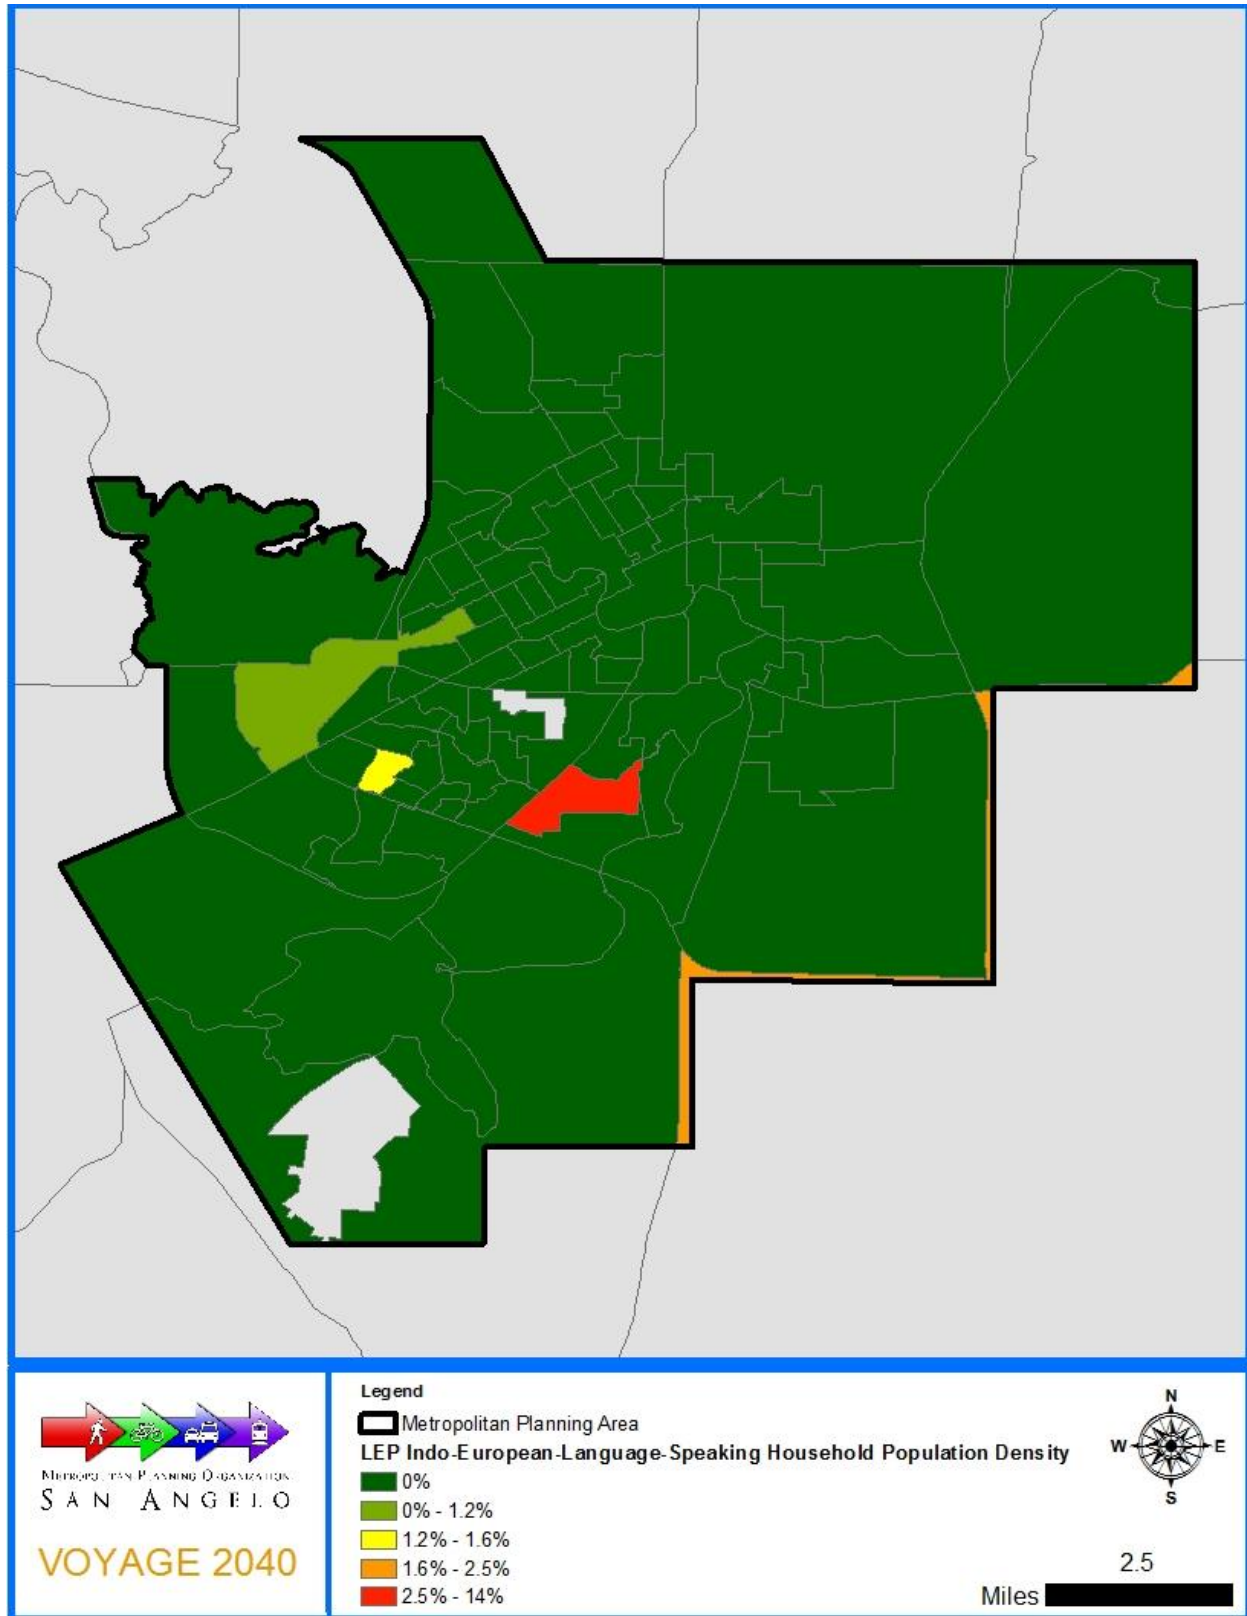 METROPOLITAN PLANNING ORGANIZATION
SAN ANGELO
VOYAGE 2040
Legend
Metropolitan Planning Area
LEP Indo-European-Language-Speaking Household Population Density
0%
0% - 1.2%
1.2% - 1.6%
1.6% - 2.5%
2.5% - 14%
N
W E
S
2.5
Miles